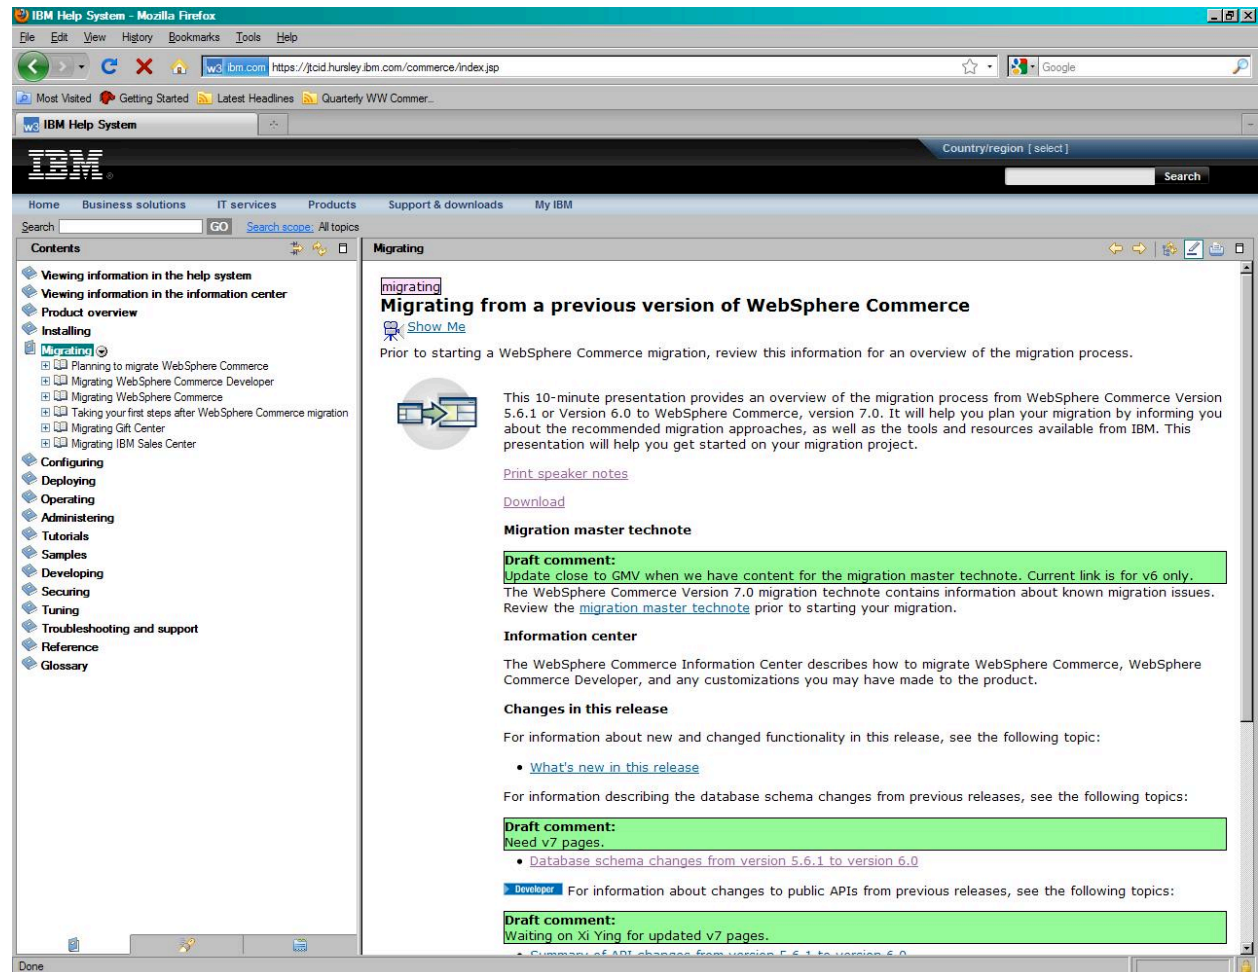 IBM Help System - Mozilla Firefox
File Edit View History Bookmarks Tools Help
w3 ibm.com https://jtcid.hursley.ibm.com/commerce/index.jsp
Google
Most Visited Getting Started Latest Headlines Quarterly WW Commer...
w3 IBM Help System
IBM
Country/region [ select ]
Search
Home Business solutions IT services Products Support & downloads My IBM
Search GO Search scope: All topics
Contents
Viewing information in the help system
Viewing information in the information center
Product overview
Installing
Migrating
Planning to migrate WebSphere Commerce
Migrating WebSphere Commerce Developer
Migrating WebSphere Commerce
Taking your first steps after WebSphere Commerce migration
Migrating Gift Center
Migrating IBM Sales Center
Configuring
Deploying
Operating
Administering
Tutorials
Samples
Developing
Securing
Tuning
Troubleshooting and support
Reference
Glossary
Migrating
migrating
Migrating from a previous version of WebSphere Commerce
Show Me
Prior to starting a WebSphere Commerce migration, review this information for an overview of the migration process.
This 10-minute presentation provides an overview of the migration process from WebSphere Commerce Version
5.6.1 or Version 6.0 to WebSphere Commerce, version 7.0. It will help you plan your migration by informing you
about the recommended migration approaches, as well as the tools and resources available from IBM. This
presentation will help you get started on your migration project.
Print speaker notes
Download
Migration master technote
Draft comment:
Update close to GMV when we have content for the migration master technote. Current link is for v6 only.
The WebSphere Commerce Version 7.0 migration technote contains information about known migration issues.
Review the migration master technote prior to starting your migration.
Information center
The WebSphere Commerce Information Center describes how to migrate WebSphere Commerce, WebSphere
Commerce Developer, and any customizations you may have made to the product.
Changes in this release
For information about new and changed functionality in this release, see the following topic:
• What's new in this release
For information describing the database schema changes from previous releases, see the following topics:
Draft comment:
Need v7 pages.
• Database schema changes from version 5.6.1 to version 6.0
Developer For information about changes to public APIs from previous releases, see the following topics:
Draft comment:
Waiting on Xi Ying for updated v7 pages.
• Summary of API changes from version 5.6.1 to version 6.0
Done